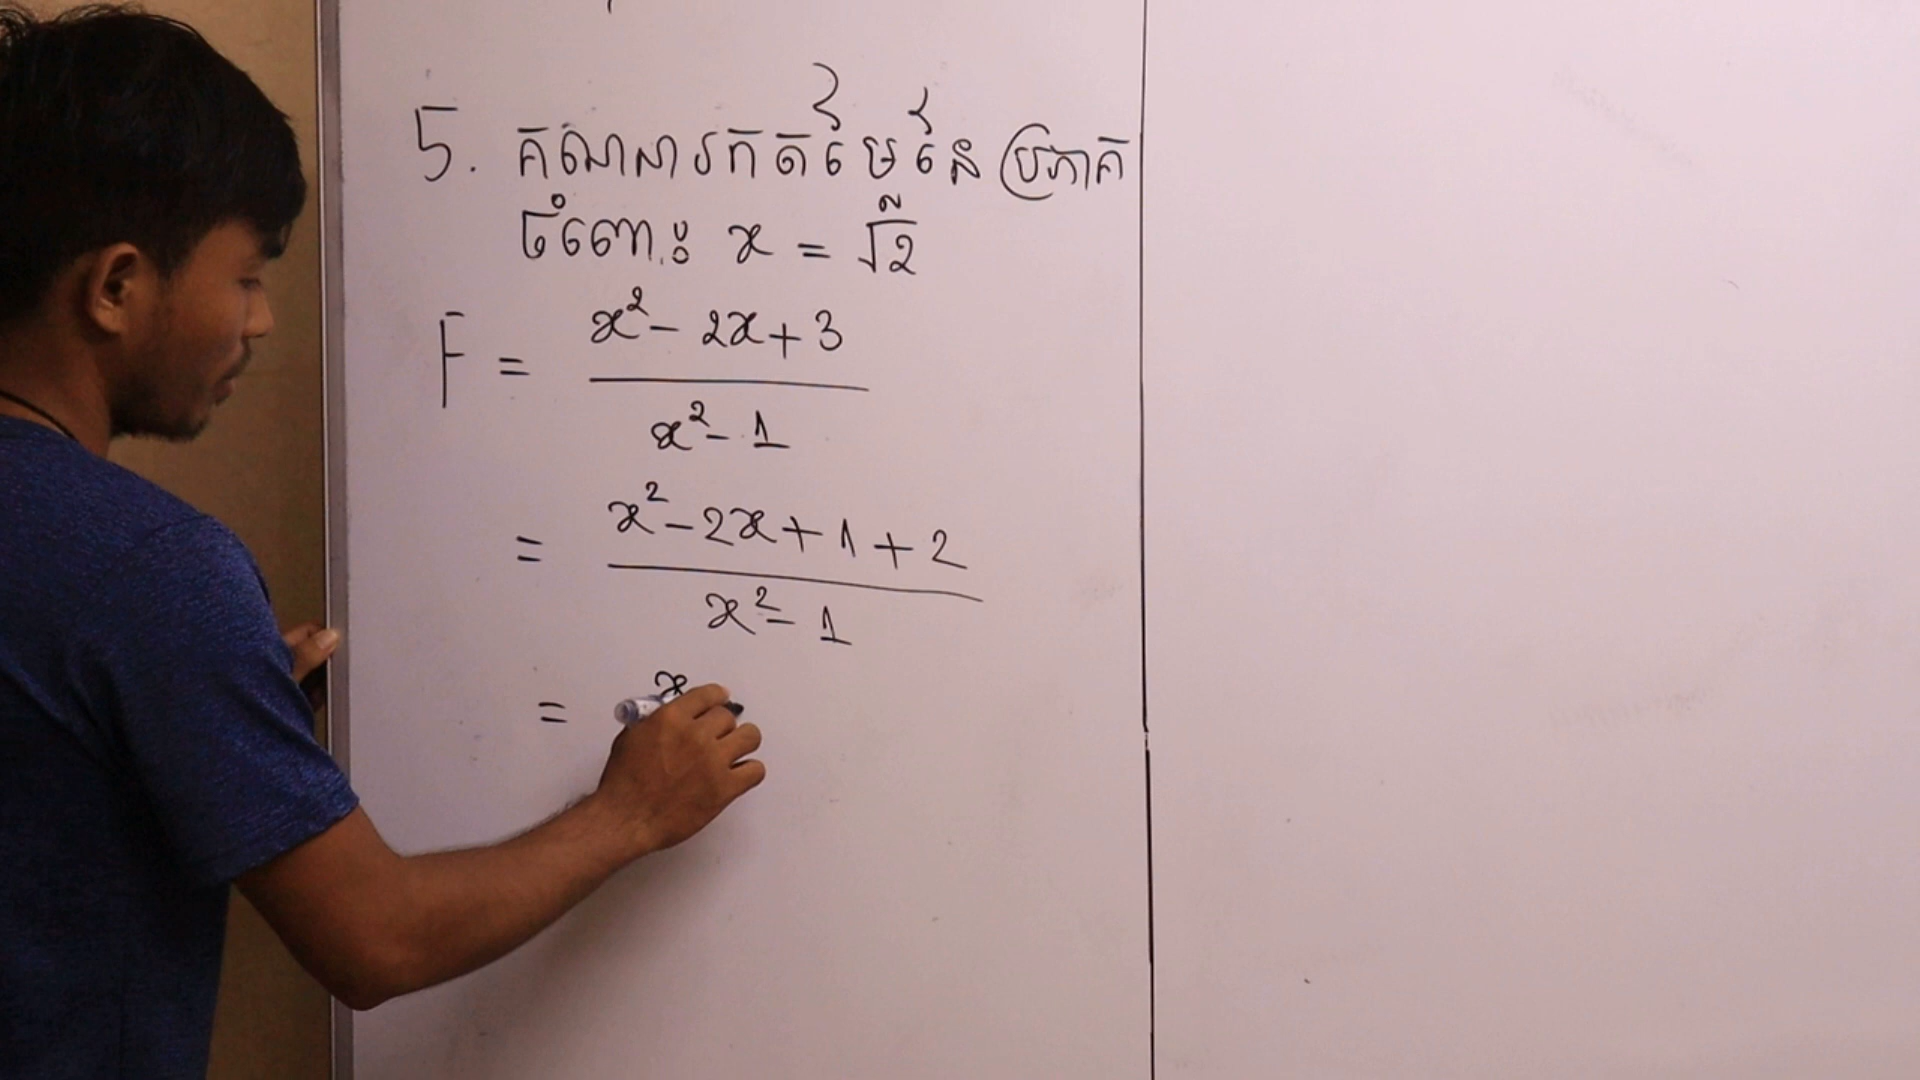 5. គណនារកតម្លៃនៃប្រភាគ
ចំពោះ x = √2
F = (x² - 2x + 3) / (x² - 1)
= (x² - 2x + 1 + 2) / (x² - 1)
= x